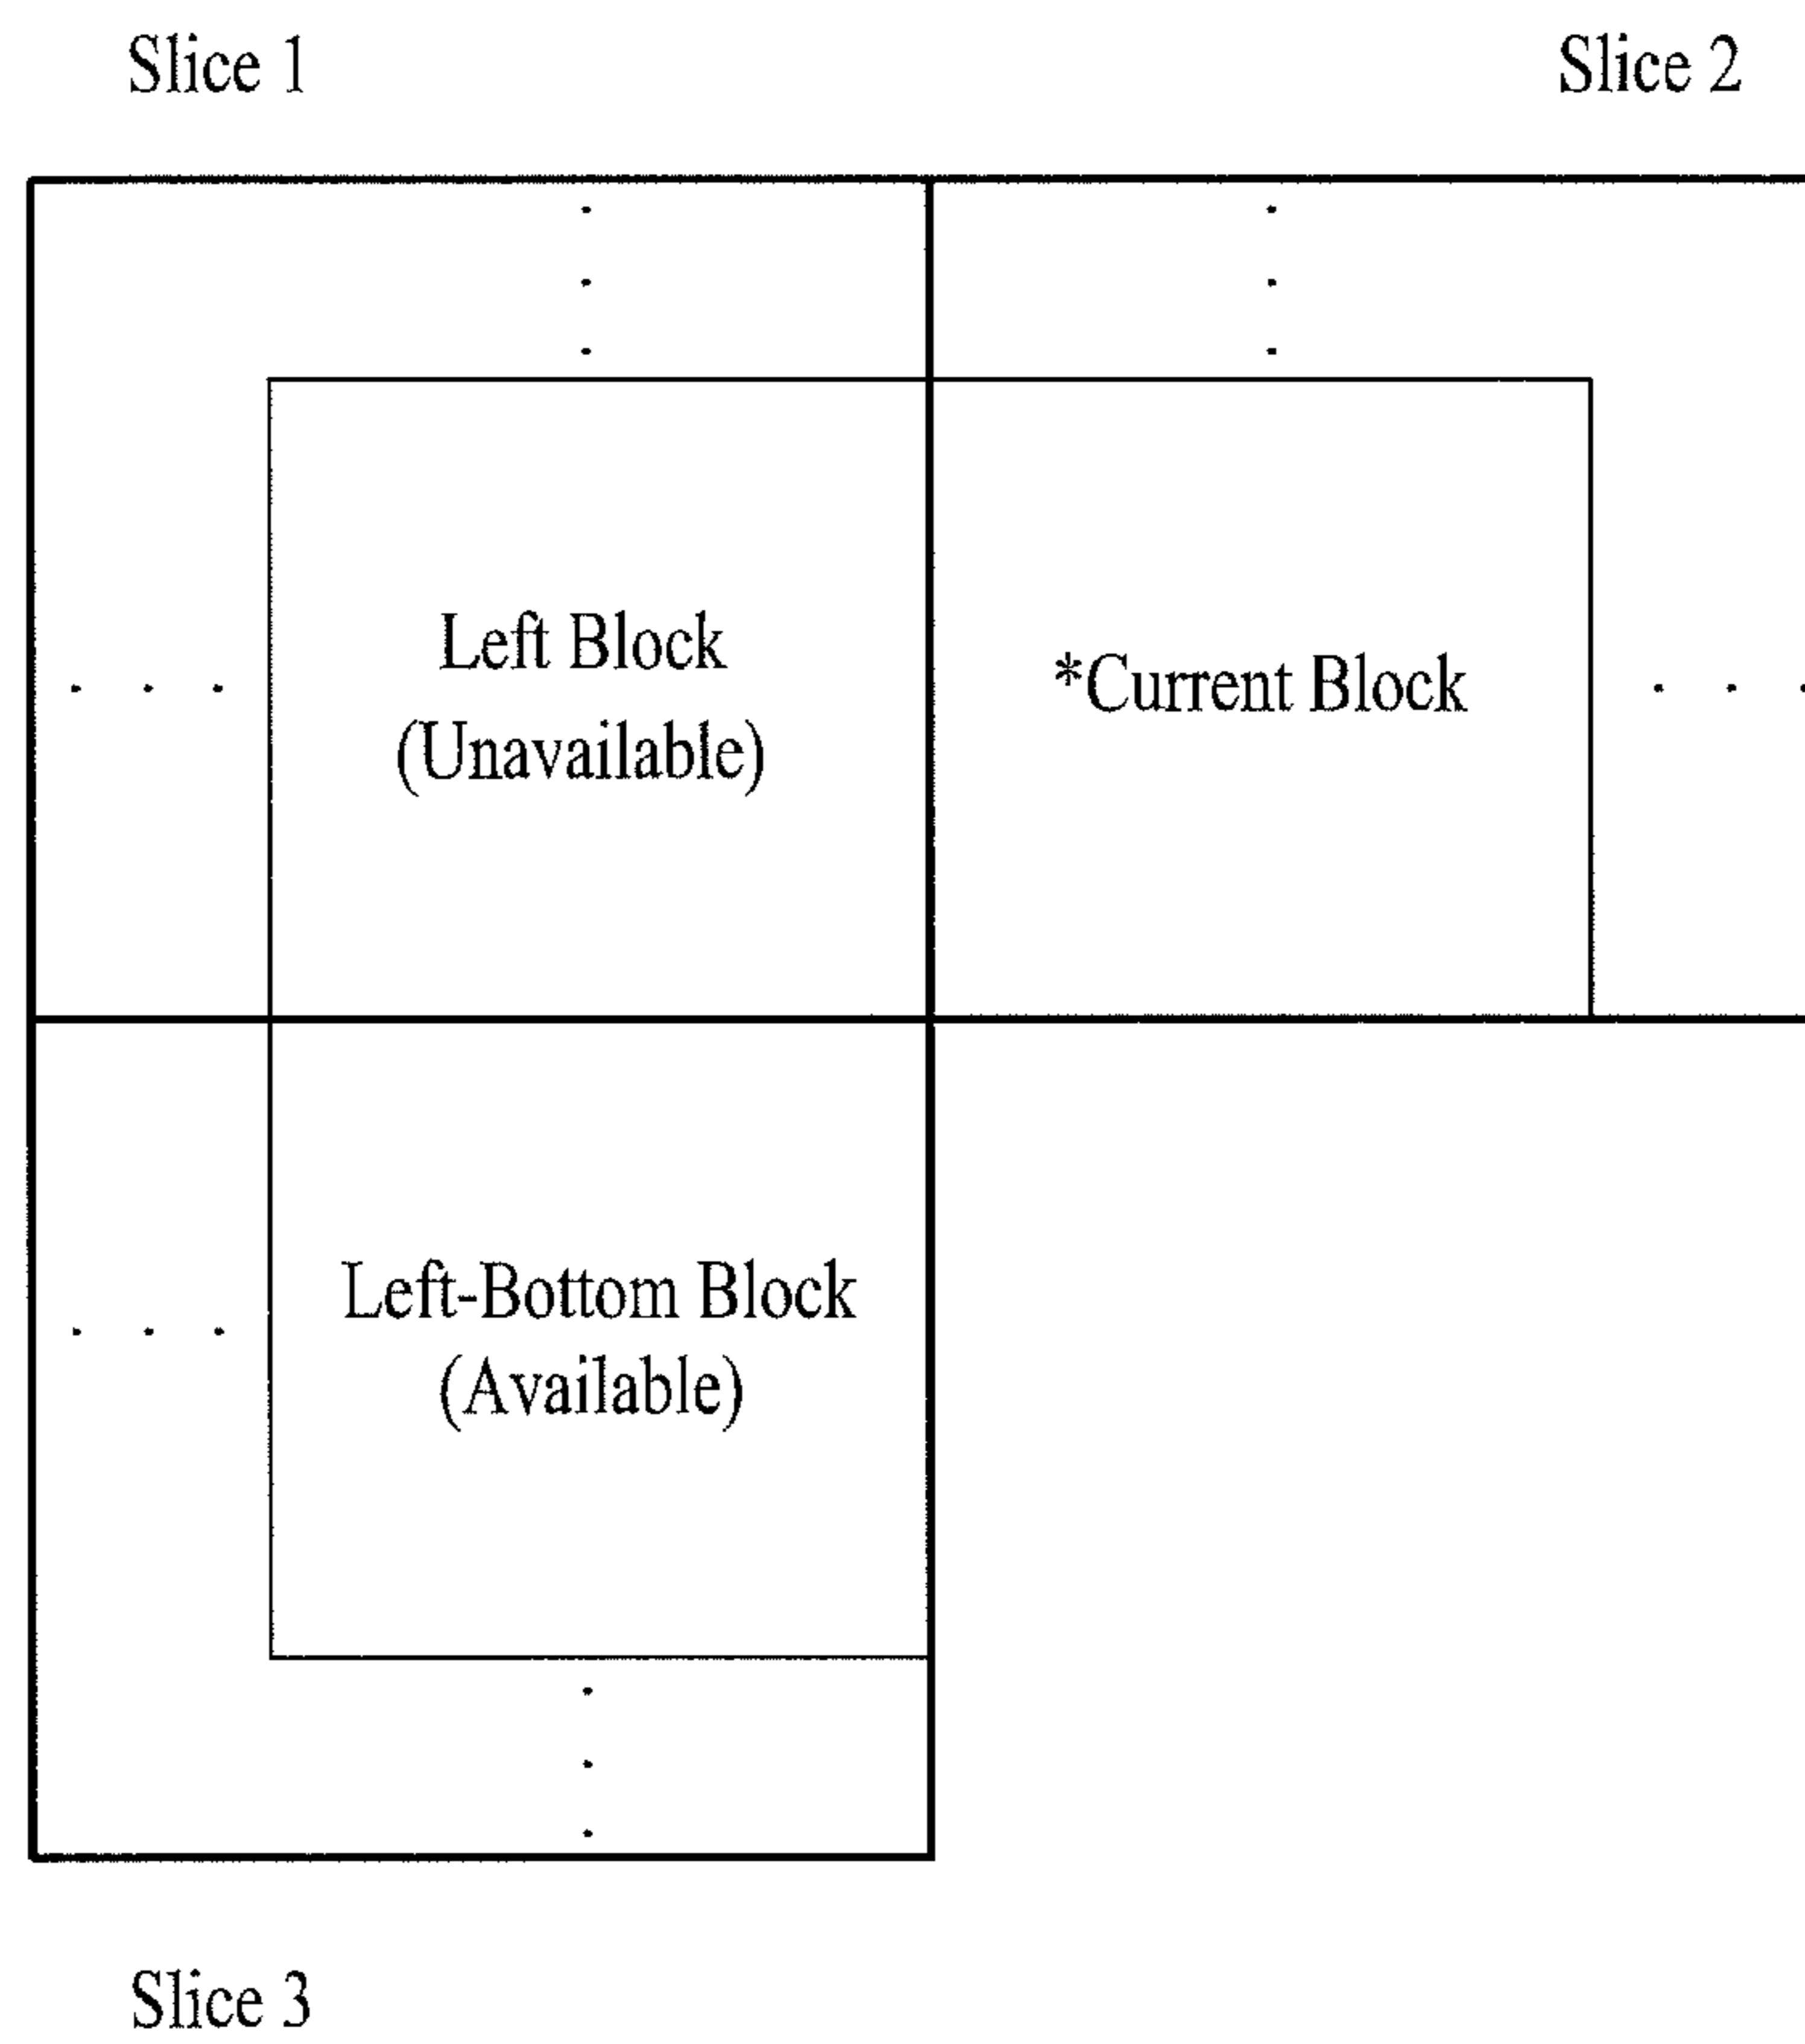 Slice 1
Slice 2
Left Block
(Unavailable)
*Current Block
Left-Bottom Block
(Available)
Slice 3